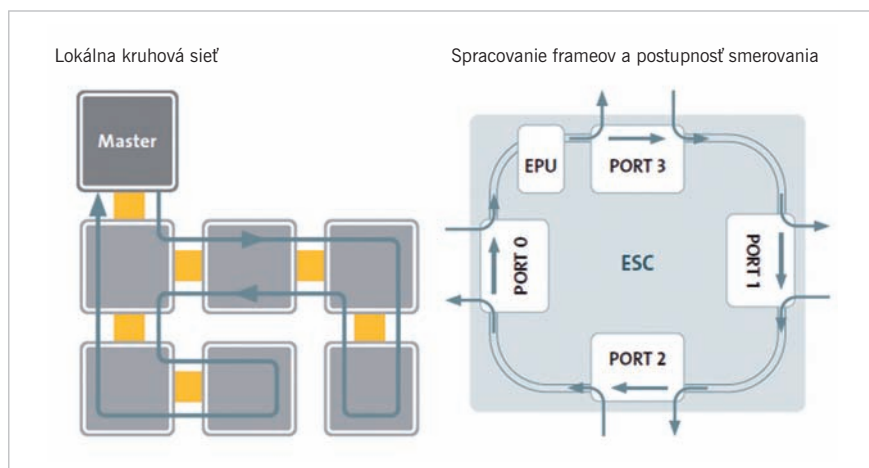 Lokálna kruhová sieť
Spracovanie frameov a postupnosť smerovania
Master
EPU
PORT 3
PORT 0
ESC
PORT 1
PORT 2